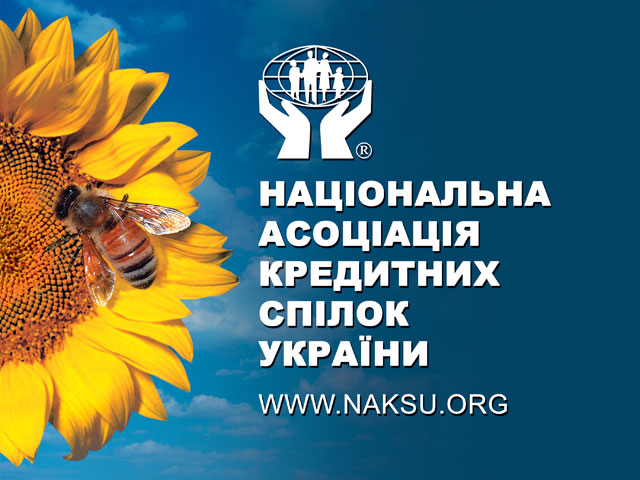 ®
НАЦІОНАЛЬНА
АСОЦІАЦІЯ
КРЕДИТНИХ
СПІЛОК
УКРАЇНИ
WWW.NAKSU.ORG